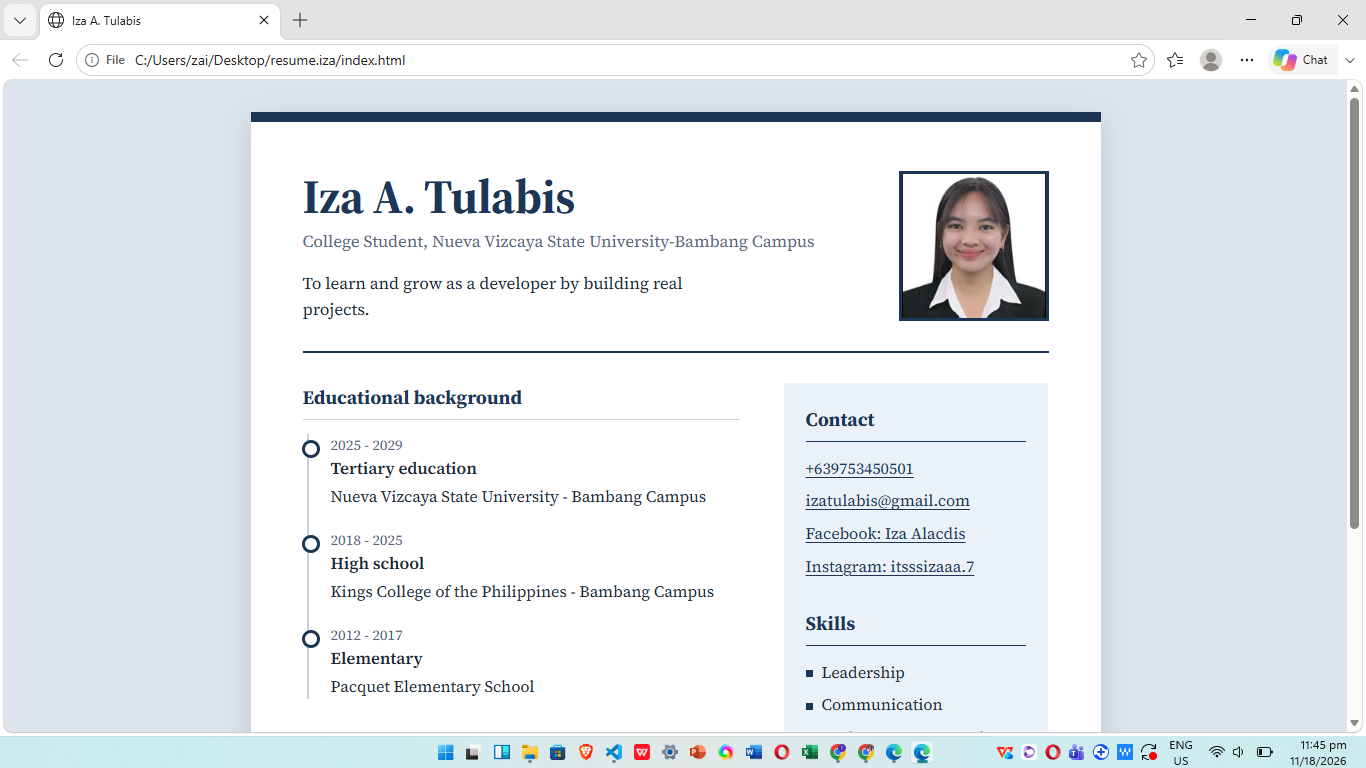 Iza A. Tulabis
File C:/Users/zai/Desktop/resume.iza/index.html
Chat
Iza A. Tulabis
College Student, Nueva Vizcaya State University-Bambang Campus
To learn and grow as a developer by building real
projects.
Educational background
2025 - 2029
Tertiary education
Nueva Vizcaya State University - Bambang Campus
2018 - 2025
High school
Kings College of the Philippines - Bambang Campus
2012 - 2017
Elementary
Pacquet Elementary School
Contact
+639753450501
izatulabis@gmail.com
Facebook: Iza Alacdis
Instagram: itsssizaaa.7
Skills
Leadership
Communication
ENG
US
11:45 pm
11/18/2026